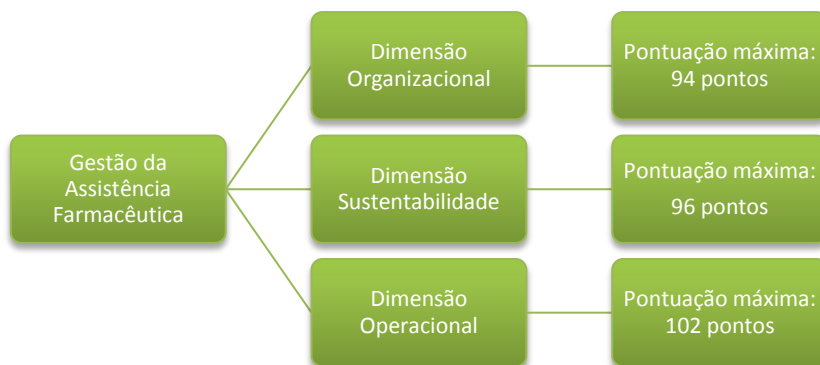 Gestão da
Assistência
Farmacêutica
Dimensão
Organizacional
Pontuação máxima:
94 pontos
Dimensão
Sustentabilidade
Pontuação máxima:
96 pontos
Dimensão
Operacional
Pontuação máxima:
102 pontos